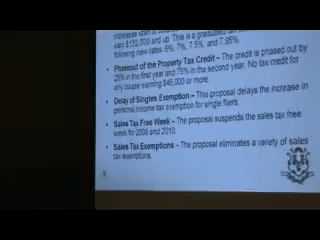 increases start at
earn $132,500 and up. This is a graduated tax
following new rates: 6%, 7%, 7.5%, and 7.95%.
• Phaseout of the Property Tax Credit – The credit is phased out by
25% in the first year and 75% in the second year. No tax credit for
any couple earning $46,000 or more.
• Delay of Singles Exemption – This proposal delays the increase in
personal income tax exemption for single filers.
• Sales Tax Free Week – The proposal suspends the sales tax free
week for 2009 and 2010.
• Sales Tax Exemptions – The proposal eliminates a variety of sales
tax exemptions.